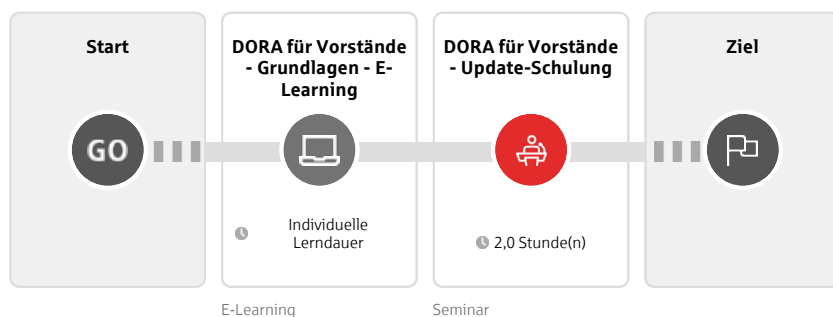 Start
GO
DORA für Vorstände
- Grundlagen - E-
Learning
Individuelle
Lerndauer
E-Learning
DORA für Vorstände
- Update-Schulung
2,0 Stunde(n)
Seminar
Ziel